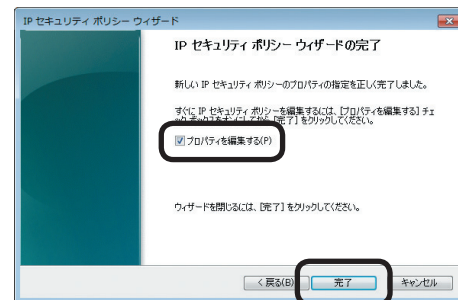 IP セキュリティ ポリシー ウィザード
IP セキュリティ ポリシー ウィザードの完了
新しい IP セキュリティ ポリシーのプロパティの指定を正しく完了しました。
すぐに IP セキュリティ ポリシーを編集するには、[プロパティを編集する] チェ
ック ボックスをオンにしてから、[完了] をクリックしてください。
プロパティを編集する(P)
ウィザードを閉じるには、[完了] をクリックしてください。
< 戻る(B)
完了
キャンセル